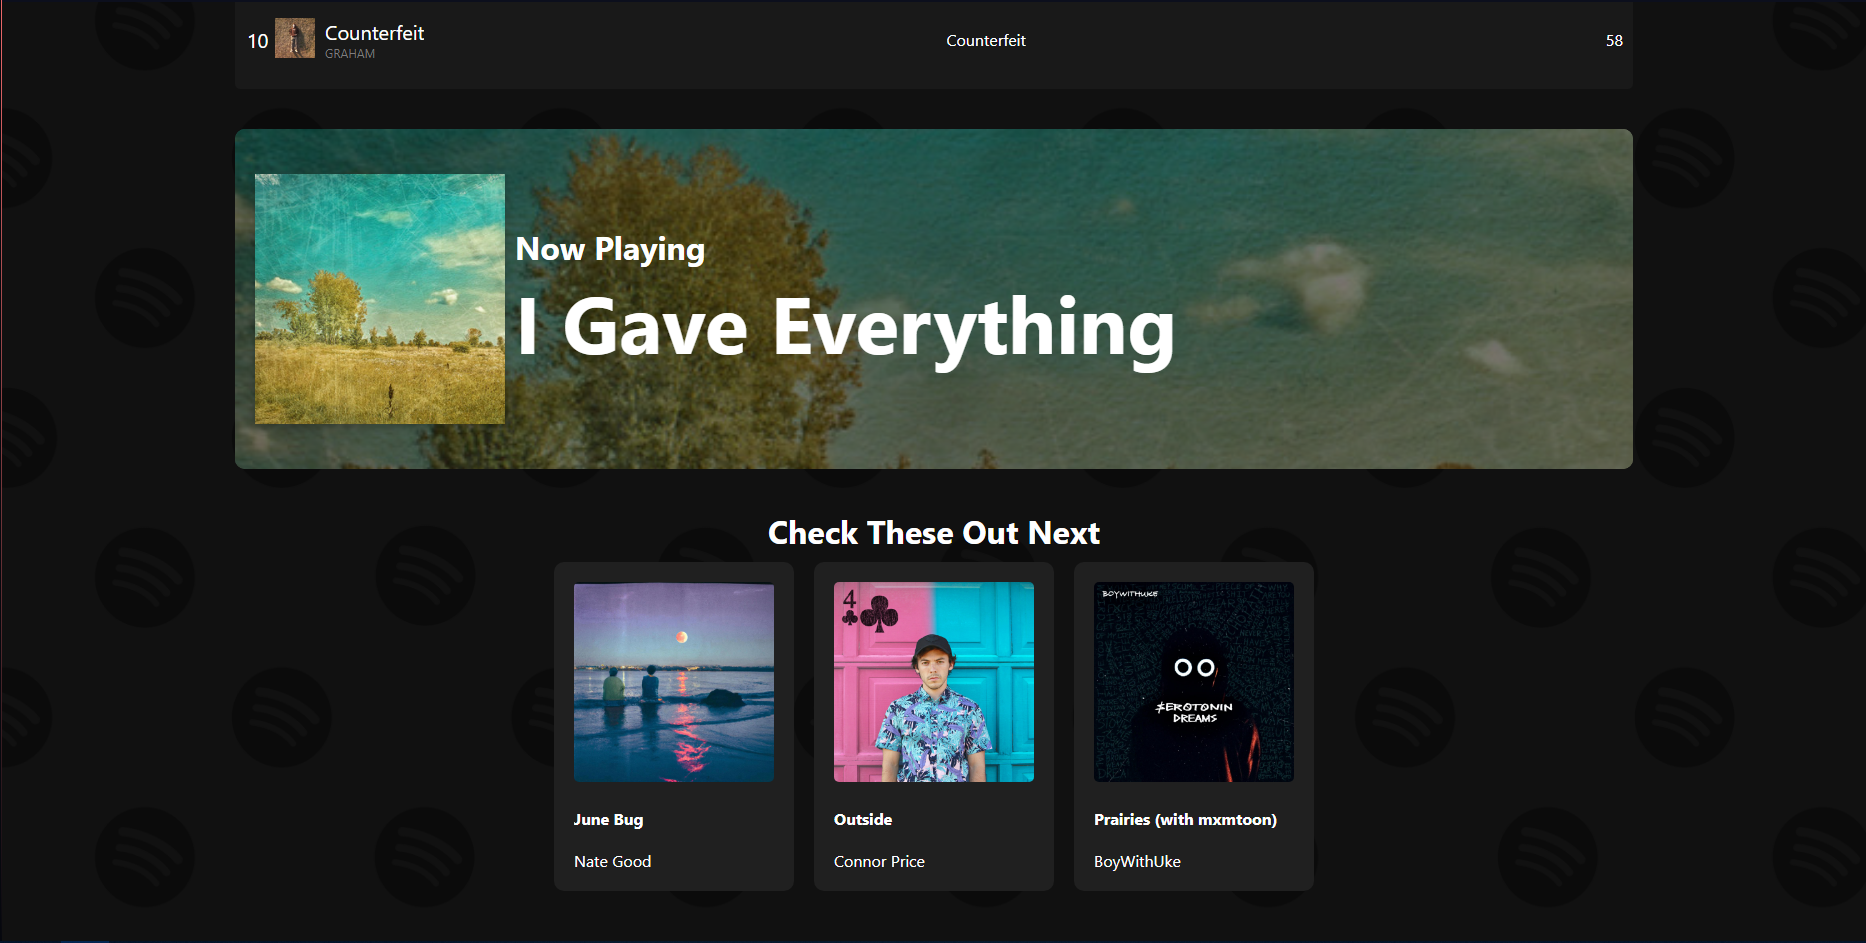 10
Counterfeit
GRAHAM
Counterfeit
58
Now Playing
I Gave Everything
Check These Out Next
4
BOYWITHUKE
SEROTONIN
DREAMS
June Bug
Nate Good
Outside
Connor Price
Prairies (with mxmtoon)
BoyWithUke